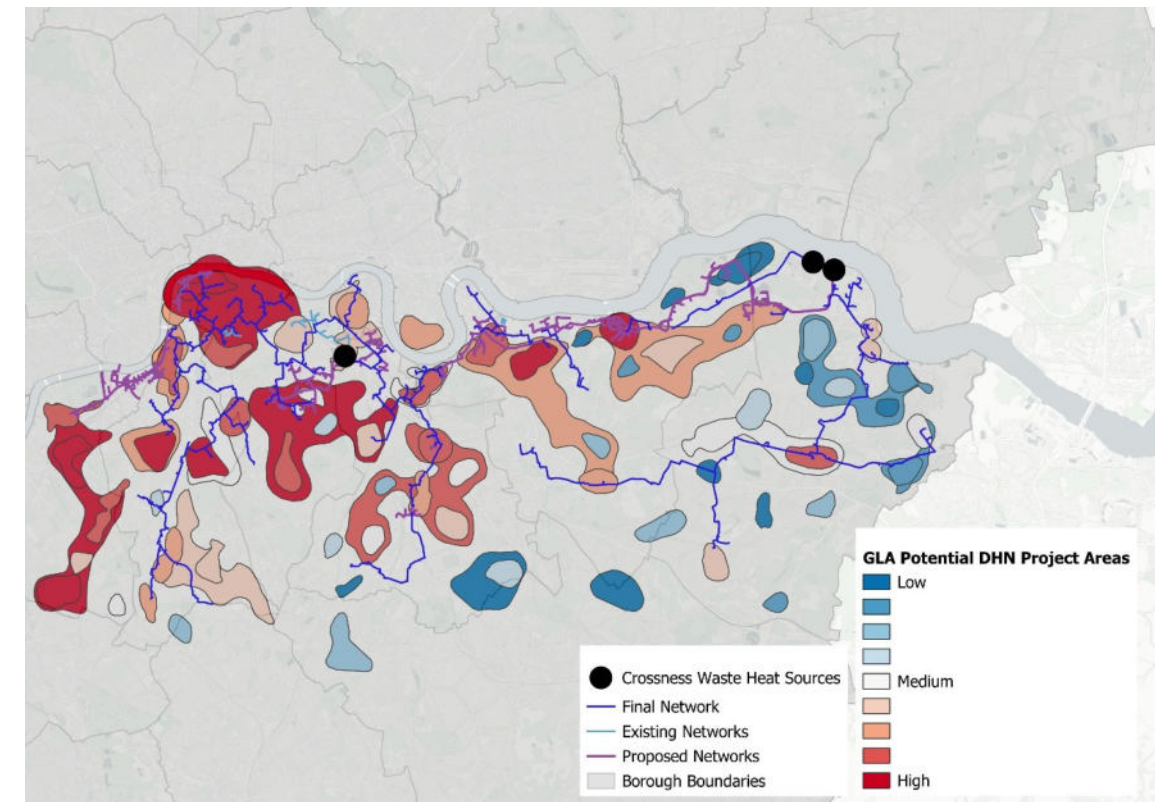 GLA Potential DHN Project Areas
Low
Medium
High
Crossness Waste Heat Sources
Final Network
Existing Networks
Proposed Networks
Borough Boundaries